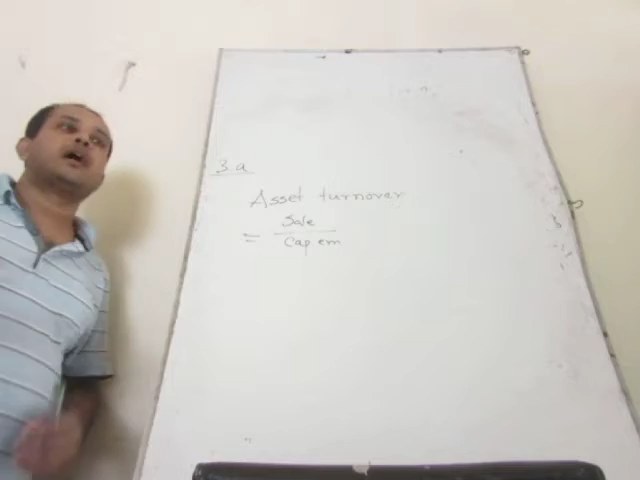 3.a
Asset turnover
= Sale
Cap em